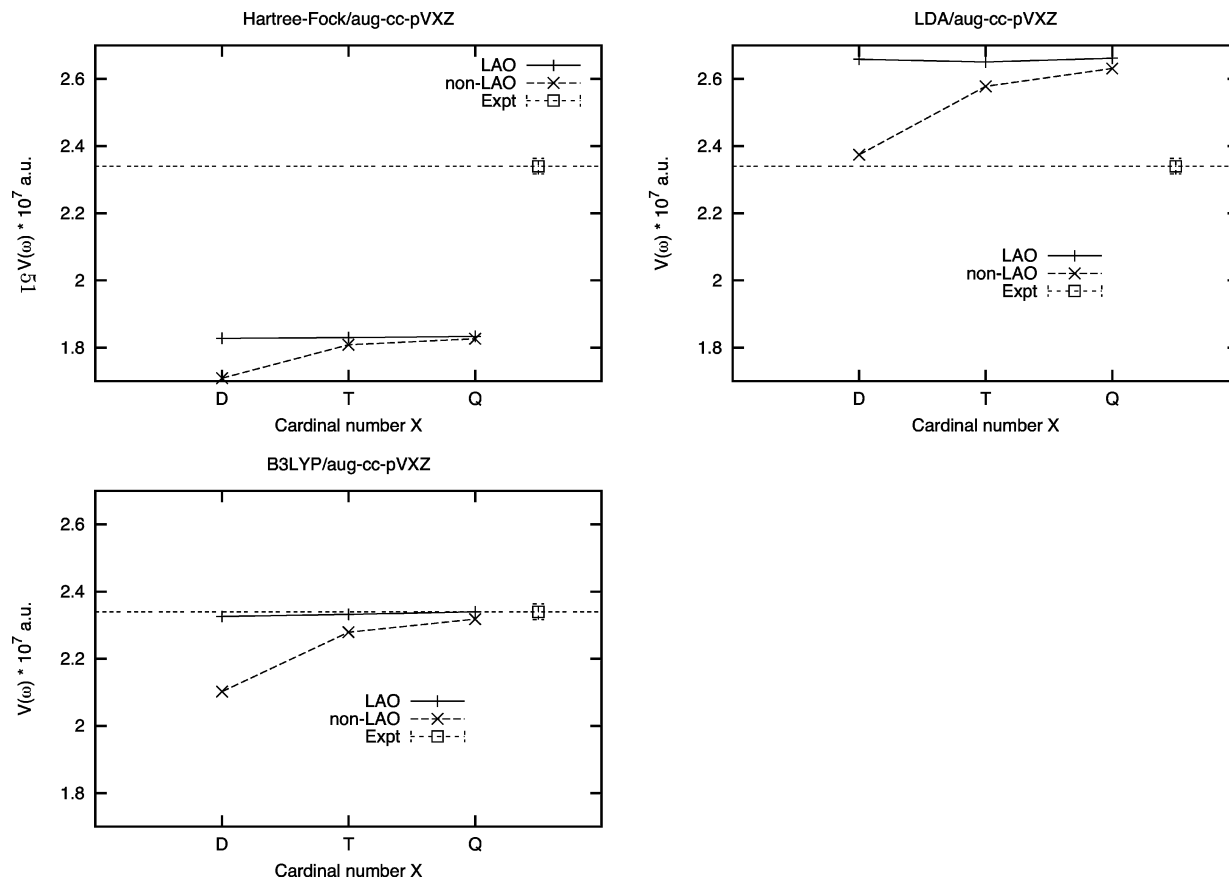 Hartree-Fock/aug-cc-pVXZ
LAO
non-LAO
Expt
2.6
2.4
2.2
2
1.8
V(ω) * 10⁷ a.u.
51
D T Q
Cardinal number X
LDA/aug-cc-pVXZ
2.6
2.4
2.2
2
1.8
V(ω) * 10⁷ a.u.
LAO
non-LAO
Expt
D T Q
Cardinal number X
B3LYP/aug-cc-pVXZ
2.6
2.4
2.2
2
1.8
V(ω) * 10⁷ a.u.
LAO
non-LAO
Expt
D T Q
Cardinal number X